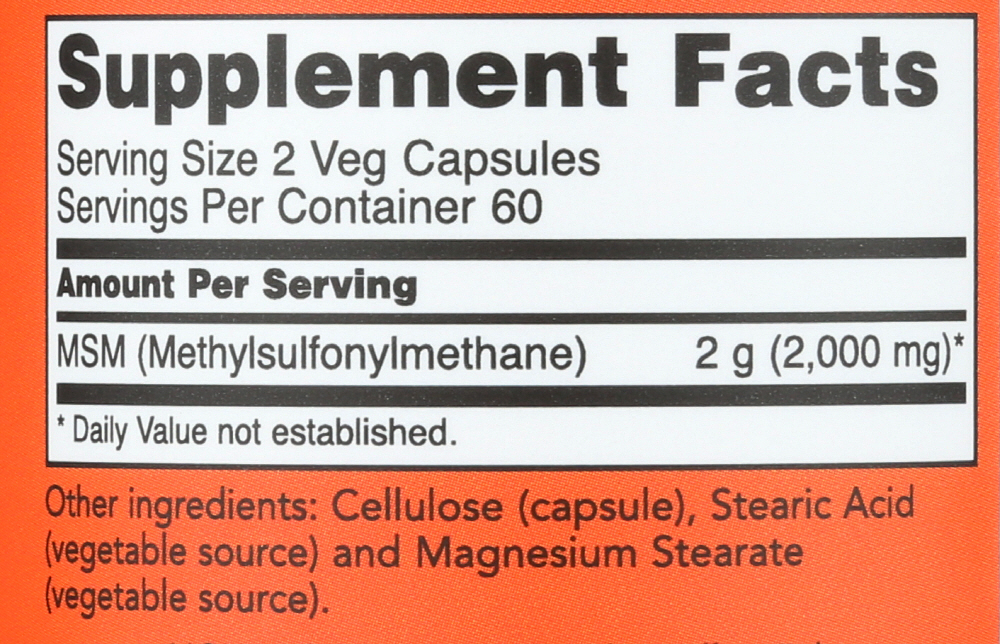 Supplement Facts
Serving Size 2 Veg Capsules
Servings Per Container 60
Amount Per Serving
MSM (Methylsulfonylmethane) 2 g (2,000 mg)*
* Daily Value not established.
Other ingredients: Cellulose (capsule), Stearic Acid
(vegetable source) and Magnesium Stearate
(vegetable source).